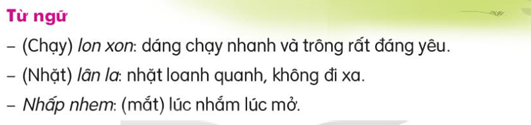 Từ ngữ
– (Chạy) lon xon: dáng chạy nhanh và trông rất đáng yêu.
– (Nhặt) lân la: nhặt loanh quanh, không đi xa.
– Nhấp nhem: (mắt) lúc nhắm lúc mở.